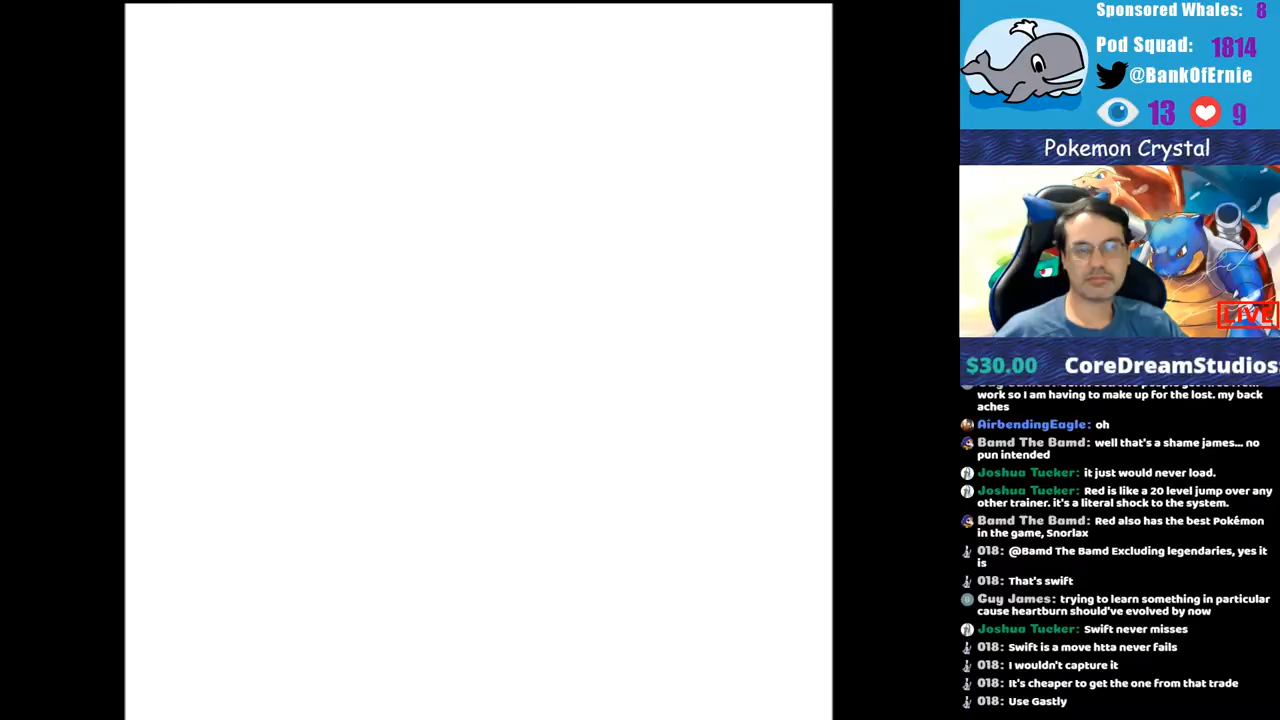 Sponsored Whales: 8
Pod Squad: 1814
@BankOfErnie
13 9
Pokemon Crystal
LIVE
$30.00 CoreDreamStudios:
work so I am having to make up for the lost. my back
aches
AirbendingEagle: oh
Bamd The Bamd: well that's a shame james... no
pun intended
Joshua Tucker: it just would never load.
Joshua Tucker: Red is like a 20 level jump over any
other trainer. it's a literal shock to the system.
Bamd The Bamd: Red also has the best Pokémon
in the game, Snorlax
018: @Bamd The Bamd Excluding legendaries, yes it
is
018: That's swift
Guy James: trying to learn something in particular
cause heartburn should've evolved by now
Joshua Tucker: Swift never misses
018: Swift is a move htta never fails
018: I wouldn't capture it
018: It's cheaper to get the one from that trade
018: Use Gastly